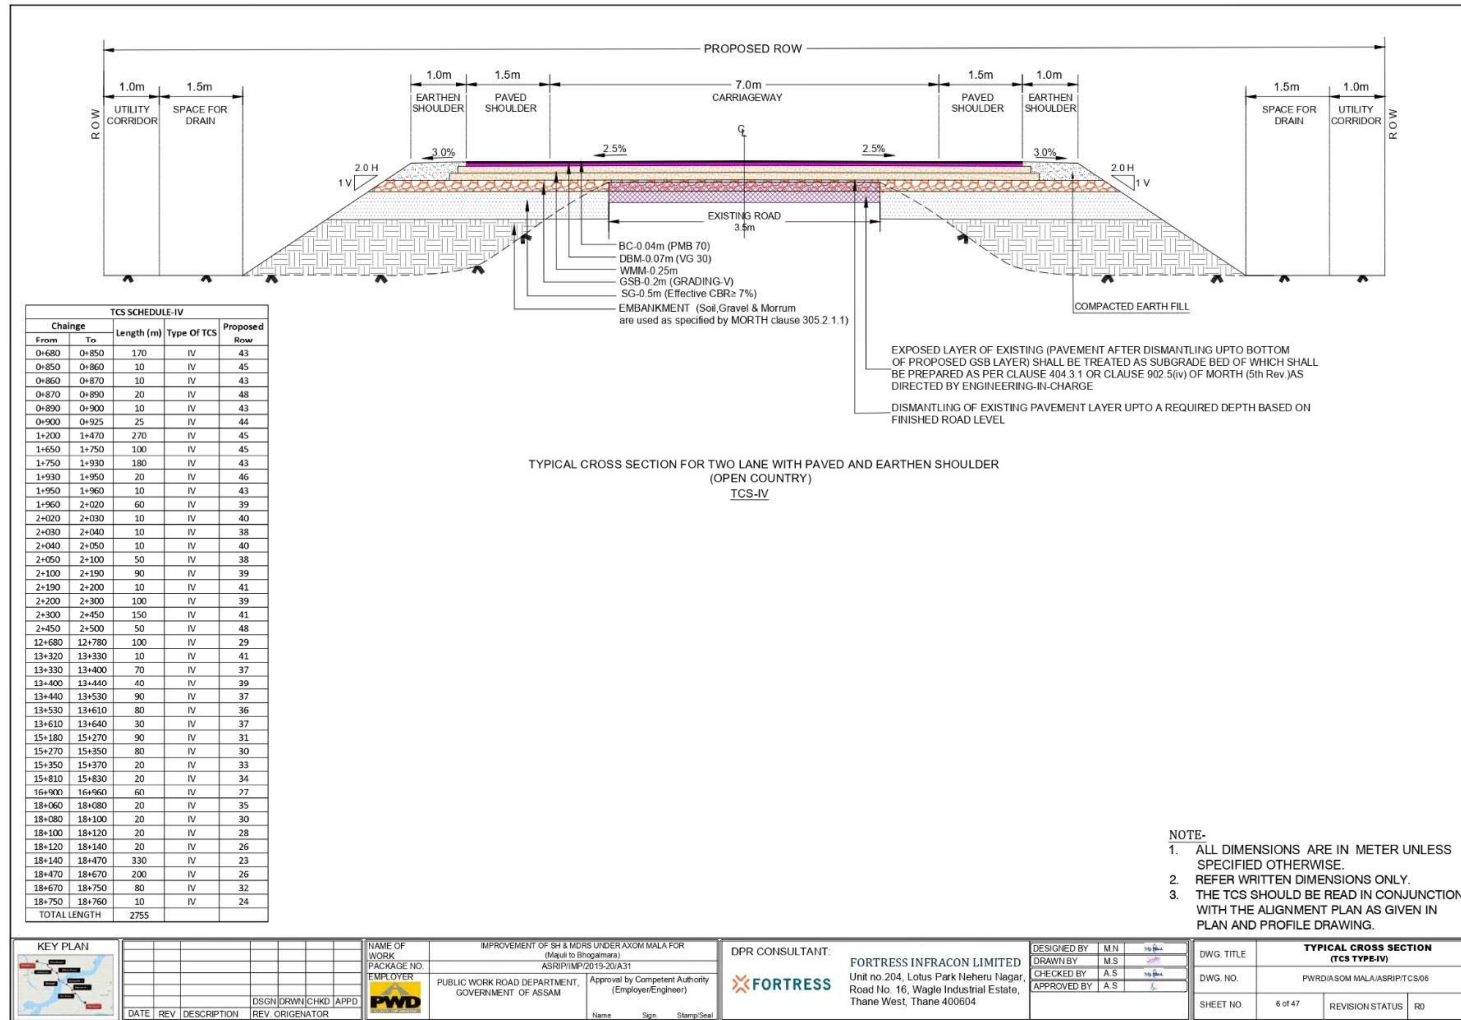 PROPOSED ROW
1.0m 1.5m 7.0m 1.5m 1.0m
1.0m 1.5m 1.5m 1.0m
ROW
UTILITY CORRIDOR
SPACE FOR DRAIN
EARTHEN SHOULDER
PAVED SHOULDER
CARRIAGEWAY
PAVED SHOULDER
EARTHEN SHOULDER
SPACE FOR DRAIN
UTILITY CORRIDOR
ROW
3.0% 2.5% 2.5% 3.0%
2.0 H
1 V
2.0 H
1 V
EXISTING ROAD
3.5m
BC-0.04m (PMB 70)
DBM-0.07m (VG 30)
WMM-0.25m
GSB-0.2m (GRADING-V)
SG-0.5m (Effective CBR≥ 7%)
EMBANKMENT (Soil,Gravel & Morrum
are used as specified by MORTH clause 305.2.1.1)
COMPACTED EARTH FILL
EXPOSED LAYER OF EXISTING (PAVEMENT AFTER DISMANTLING UPTO BOTTOM
OF PROPOSED GSB LAYER) SHALL BE TREATED AS SUBGRADE BED OF WHICH SHALL
BE PREPARED AS PER CLAUSE 404.3.1 OR CLAUSE 902.5(iv) OF MORTH (5th Rev.)AS
DIRECTED BY ENGINEERING-IN-CHARGE
DISMANTLING OF EXISTING PAVEMENT LAYER UPTO A REQUIRED DEPTH BASED ON
FINISHED ROAD LEVEL
TYPICAL CROSS SECTION FOR TWO LANE WITH PAVED AND EARTHEN SHOULDER
(OPEN COUNTRY)
TCS-IV
TCS SCHEDULE-IV
Chainge Length (m) Type Of TCS Proposed Row
From To
0+680 0+850 170 IV 43
0+850 0+860 10 IV 45
0+860 0+870 10 IV 43
0+870 0+890 20 IV 48
0+890 0+900 10 IV 43
0+900 0+925 25 IV 44
1+200 1+470 270 IV 45
1+650 1+750 100 IV 45
1+750 1+930 180 IV 43
1+930 1+950 20 IV 46
1+950 1+960 10 IV 43
1+960 2+020 60 IV 39
2+020 2+030 10 IV 40
2+030 2+040 10 IV 38
2+040 2+050 10 IV 40
2+050 2+100 50 IV 38
2+100 2+190 90 IV 39
2+190 2+200 10 IV 41
2+200 2+300 100 IV 39
2+300 2+450 150 IV 41
2+450 2+500 50 IV 48
12+680 12+780 100 IV 29
13+320 13+330 10 IV 41
13+330 13+400 70 IV 37
13+400 13+440 40 IV 39
13+440 13+530 90 IV 37
13+530 13+610 80 IV 36
13+610 13+640 30 IV 37
15+180 15+270 90 IV 31
15+270 15+350 80 IV 30
15+350 15+370 20 IV 33
15+810 15+830 20 IV 34
16+900 16+960 60 IV 27
18+060 18+080 20 IV 35
18+080 18+100 20 IV 30
18+100 18+120 20 IV 28
18+120 18+140 20 IV 26
18+140 18+470 330 IV 23
18+470 18+670 200 IV 26
18+670 18+750 80 IV 32
18+750 18+760 10 IV 24
TOTAL LENGTH 2755
NOTE-
1. ALL DIMENSIONS ARE IN METER UNLESS
SPECIFIED OTHERWISE.
2. REFER WRITTEN DIMENSIONS ONLY.
3. THE TCS SHOULD BE READ IN CONJUNCTION
WITH THE ALIGNMENT PLAN AS GIVEN IN
PLAN AND PROFILE DRAWING.
KEY PLAN
DSGN DRWN CHKD APPD
DATE REV DESCRIPTION REV. ORIGENATOR
NAME OF WORK
IMPROVEMENT OF SH & MDRS UNDER AXOM MALA FOR
(Majuli to Bhogaimara)
PACKAGE NO. ASRIP/IMP/2019-20/A31
EMPLOYER
PWD
PUBLIC WORK ROAD DEPARTMENT,
GOVERNMENT OF ASSAM
Approval by Competent Authority
(Employer/Engineer)
Name Sign. Stamp/Seal
DPR CONSULTANT:
FORTRESS
FORTRESS INFRACON LIMITED
Unit no.204, Lotus Park Neheru Nagar,
Road No. 16, Wagle Industrial Estate,
Thane West, Thane 400604
DESIGNED BY M.N
DRAWN BY M.S
CHECKED BY A.S
APPROVED BY A.S
DWG. TITLE TYPICAL CROSS SECTION
(TCS TYPE-IV)
DWG. NO. PWRD/ASOM MALA/ASRIP/TCS/06
SHEET NO. 6 of 47 REVISION STATUS R0